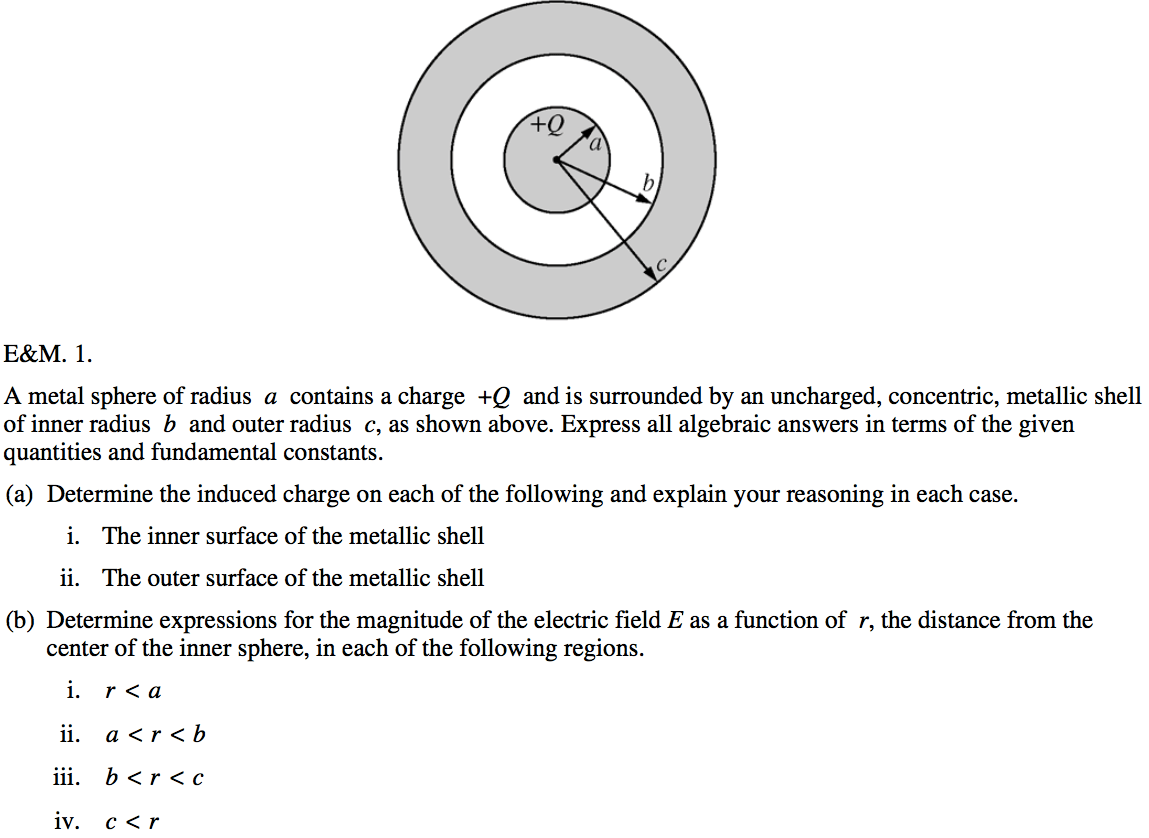 +Q
a
b
c
E&M. 1.
A metal sphere of radius a contains a charge +Q and is surrounded by an uncharged, concentric, metallic shell
of inner radius b and outer radius c, as shown above. Express all algebraic answers in terms of the given
quantities and fundamental constants.
(a) Determine the induced charge on each of the following and explain your reasoning in each case.
i. The inner surface of the metallic shell
ii. The outer surface of the metallic shell
(b) Determine expressions for the magnitude of the electric field E as a function of r, the distance from the
center of the inner sphere, in each of the following regions.
i. r < a
ii. a < r < b
iii. b < r < c
iv. c < r